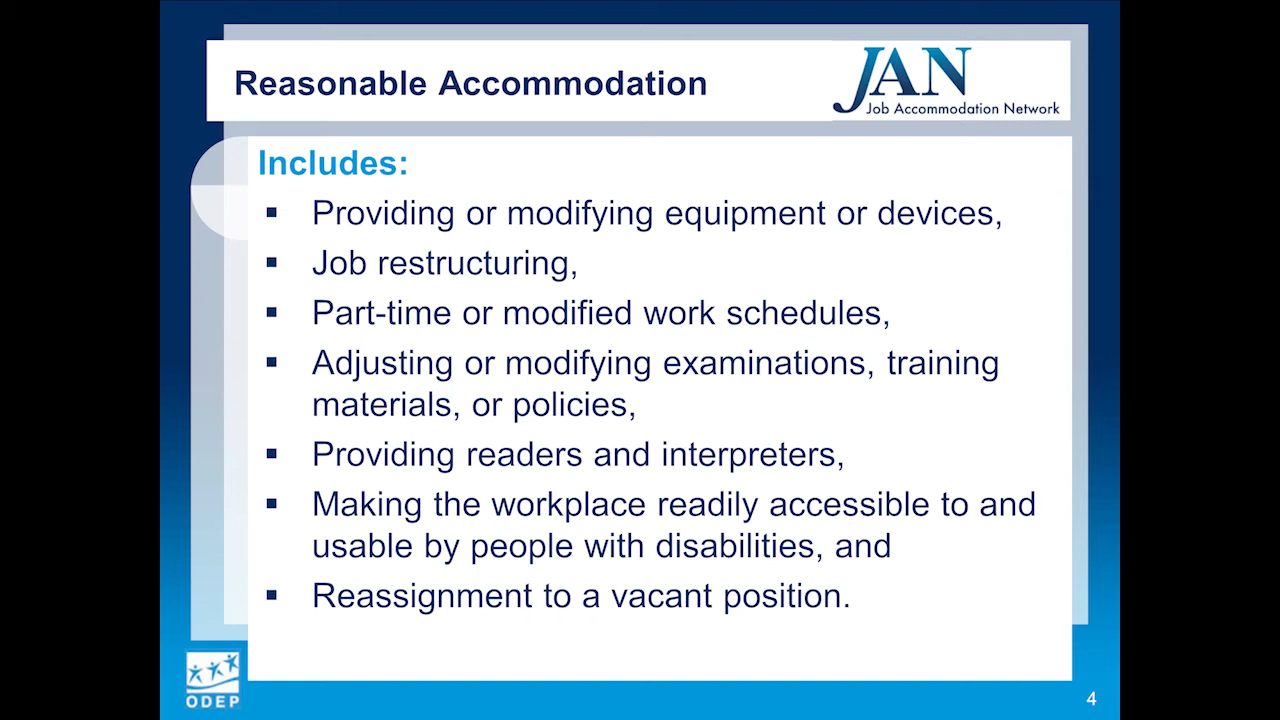 Reasonable Accommodation
JAN
Job Accommodation Network
Includes:
▪ Providing or modifying equipment or devices,
▪ Job restructuring,
▪ Part-time or modified work schedules,
▪ Adjusting or modifying examinations, training
materials, or policies,
▪ Providing readers and interpreters,
▪ Making the workplace readily accessible to and
usable by people with disabilities, and
▪ Reassignment to a vacant position.
ODEP
4